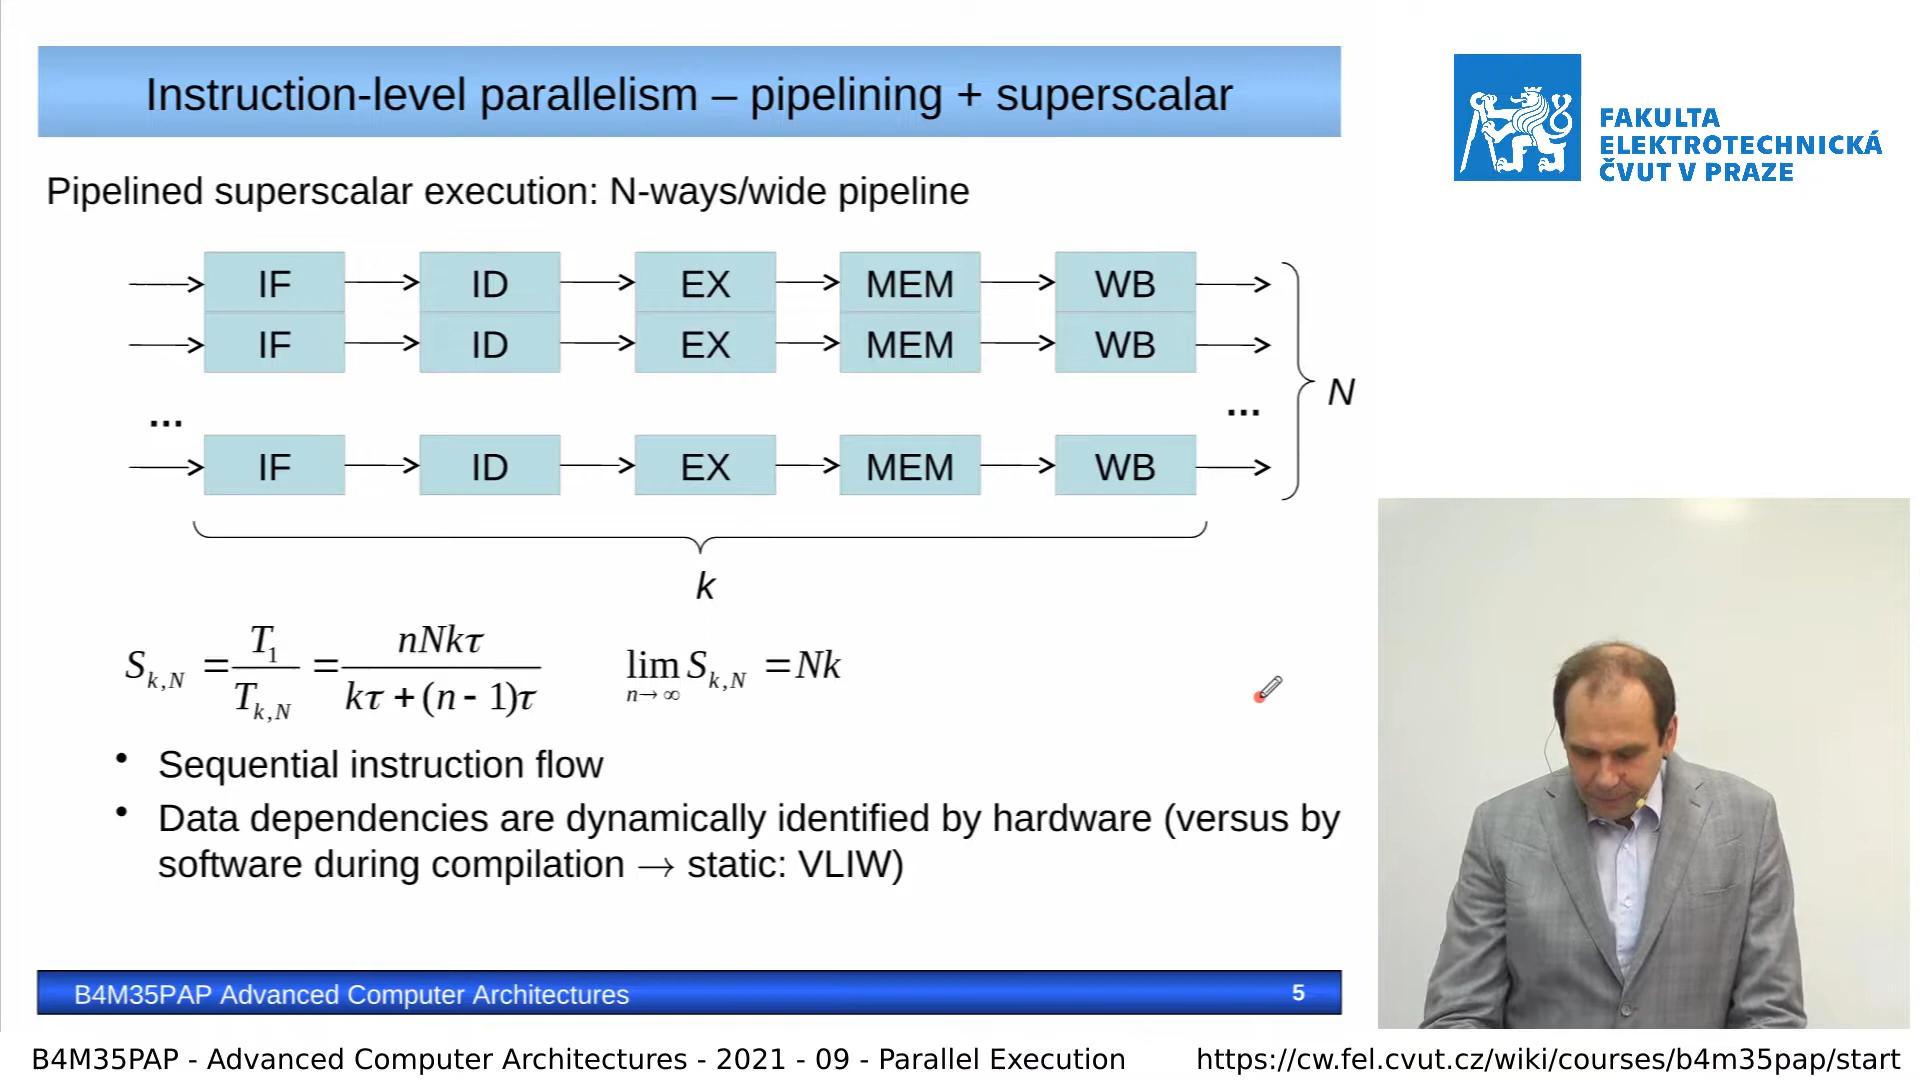 Instruction-level parallelism – pipelining + superscalar
FAKULTA
ELEKTROTECHNICKÁ
ČVUT V PRAZE
Pipelined superscalar execution: N-ways/wide pipeline
IF ID EX MEM WB
IF ID EX MEM WB
... ... N
IF ID EX MEM WB
k
S_{k,N} = T_1 / T_{k,N} = nNkτ / (kτ + (n - 1)τ)    lim_{n→∞} S_{k,N} = Nk
• Sequential instruction flow
• Data dependencies are dynamically identified by hardware (versus by
software during compilation → static: VLIW)
B4M35PAP Advanced Computer Architectures 5
B4M35PAP - Advanced Computer Architectures - 2021 - 09 - Parallel Execution https://cw.fel.cvut.cz/wiki/courses/b4m35pap/start